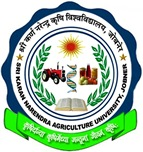 श्री कर्ण नरेन्द्र कृषि विश्वविद्यालय, जोबनेर
SRI KARAN NARENDRA AGRICULTURE UNIVERSITY, JOBNER